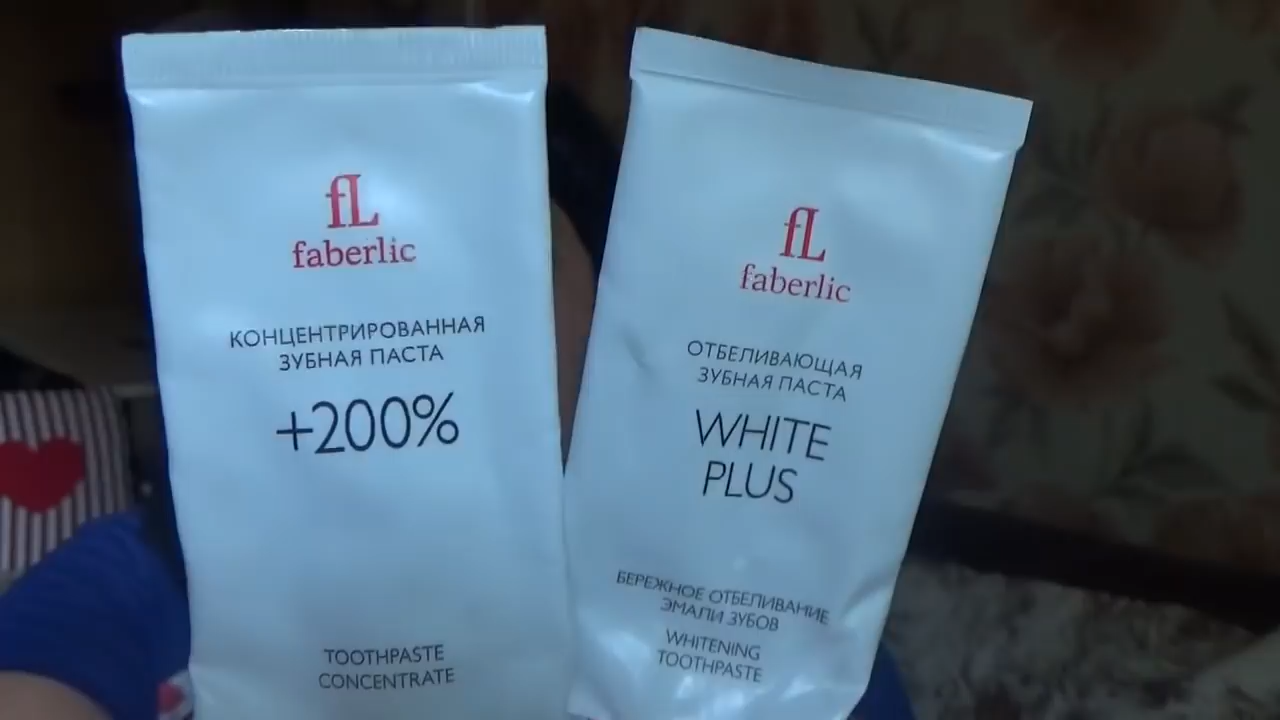 fL
faberlic
КОНЦЕНТРИРОВАННАЯ
ЗУБНАЯ ПАСТА
+200%
TOOTHPASTE
CONCENTRATE
fL
faberlic
ОТБЕЛИВАЮЩАЯ
ЗУБНАЯ ПАСТА
WHITE
PLUS
БЕРЕЖНОЕ ОТБЕЛИВАНИЕ
ЭМАЛИ ЗУБОВ
WHITENING
TOOTHPASTE